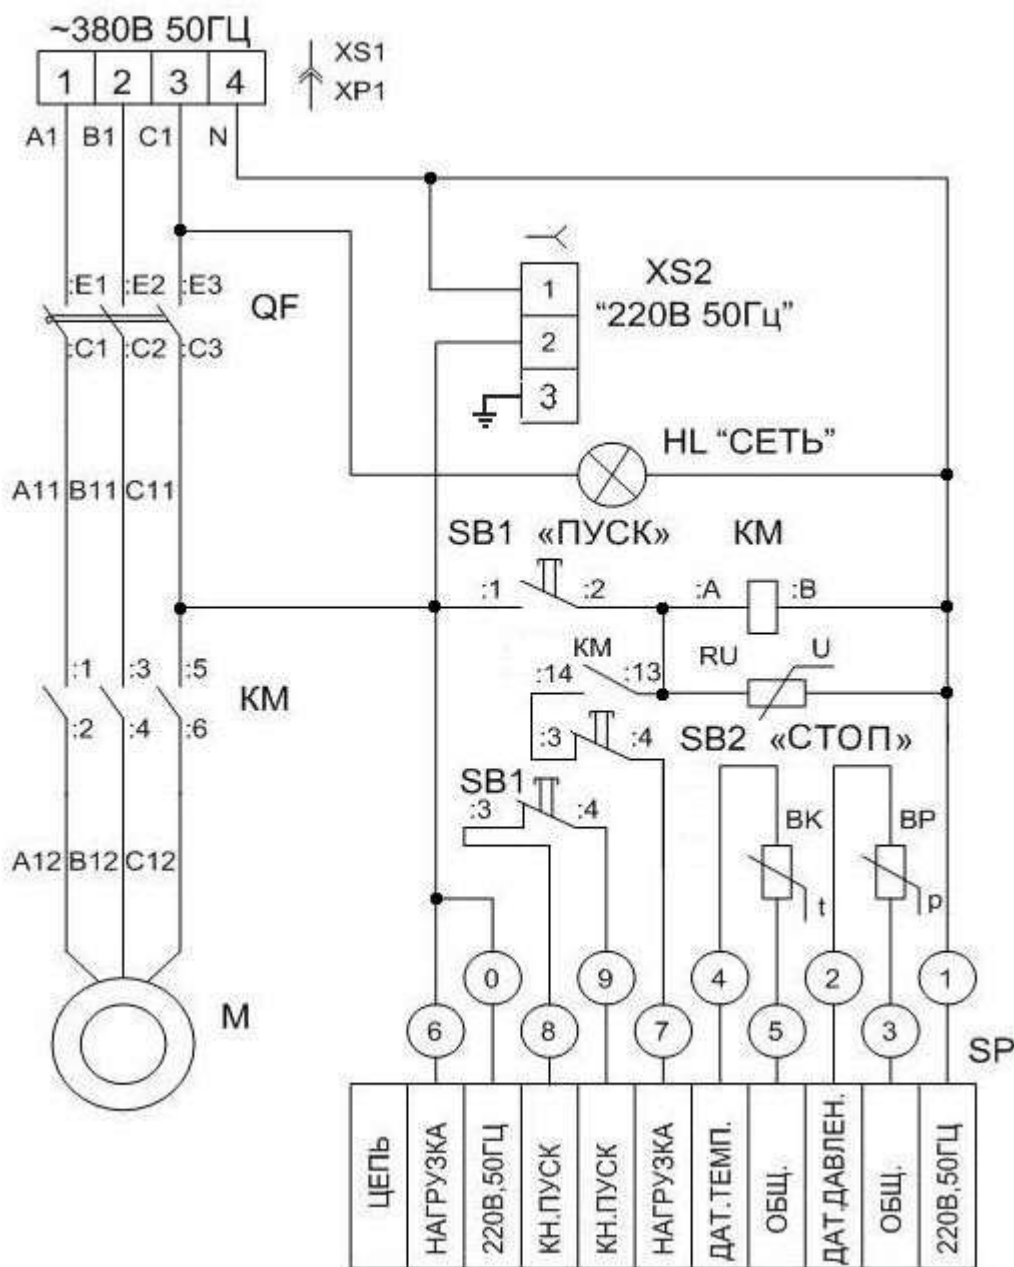 ~380В 50ГЦ
XS1
1 2 3 4
XP1
A1 B1 C1 N
XS2
1
:E1 :E2 :E3
QF
“220В 50Гц”
2
:C1 :C2 :C3
3
HL “СЕТЬ”
A11 B11 C11
SB1 «ПУСК» КМ
:1 :2 :A :B
КМ RU U
:1 :3 :5
:14 :13
КМ
:2 :4 :6
:3 :4 SB2 «СТОП»
SB1
:3 :4
BK BP
A12 B12 C12
t p
0 9 4 2 1
M
6 8 7 5 3
SP
ЦЕПЬ
НАГРУЗКА
220В,50ГЦ
КН.ПУСК
КН.ПУСК
НАГРУЗКА
ДАТ.ТЕМП.
ОБЩ.
ДАТ.ДАВЛЕН.
ОБЩ.
220В,50ГЦ